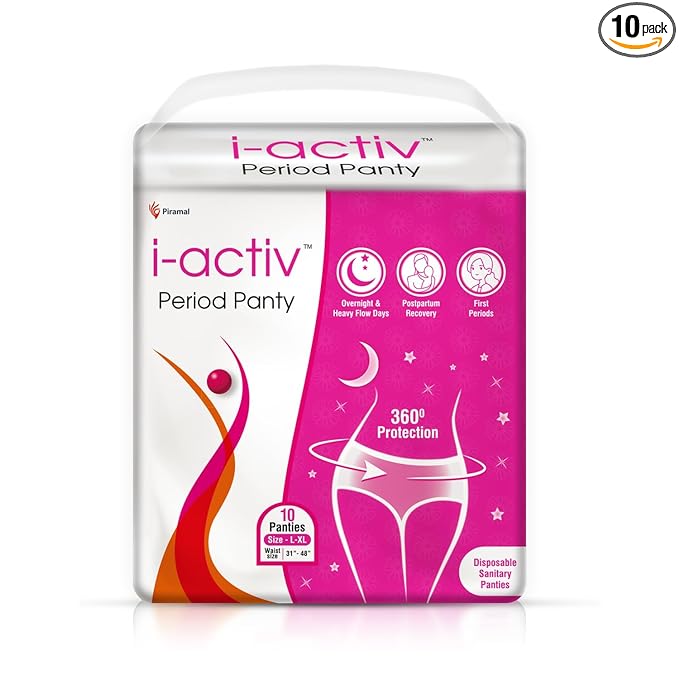 10 pack
i-activ™
Period Panty
Piramal
i-activ™
Period Panty
Overnight &
Heavy Flow Days
Postpartum
Recovery
First
Periods
360⁰
Protection
10
Panties
Size - L-XL
Waist
size
31"- 48"
Disposable
Sanitary
Panties